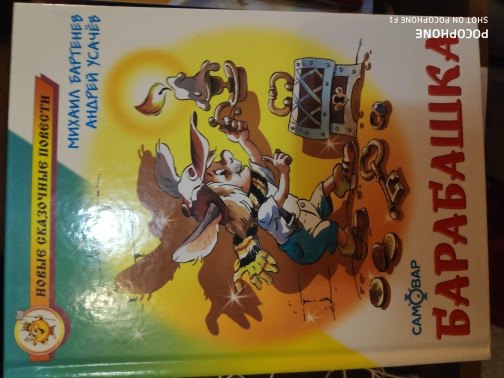 НОВЫЕ СКАЗОЧНЫЕ ПОВЕСТИ
МИХАИЛ БАРТЕНЕВ
АНДРЕЙ УСАЧЁВ
САМОВАР
БАРАБАШКА
POCOPHONE
SHOT ON POCOPHONE F1